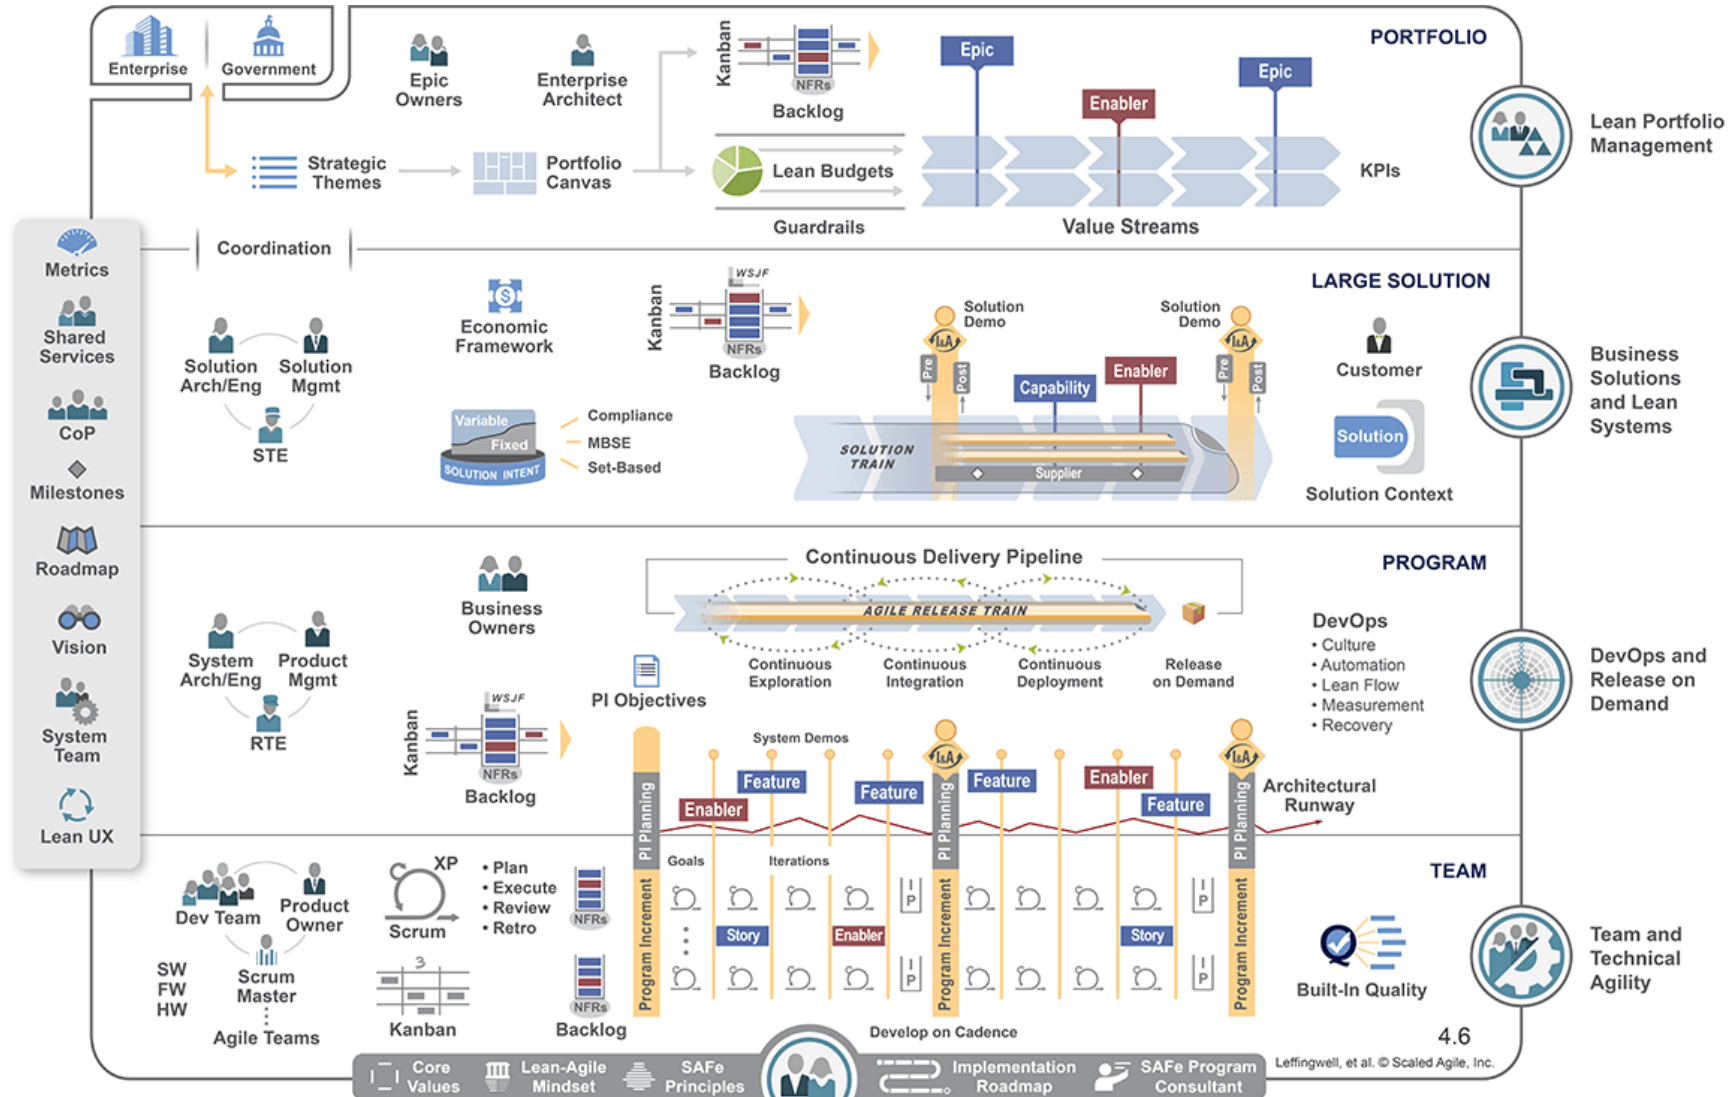 Enterprise
Government
Epic
Owners
Enterprise
Architect
Kanban
NFRs
Backlog
Epic
Enabler
Epic
PORTFOLIO
Lean Portfolio
Management
Strategic
Themes
Portfolio
Canvas
Lean Budgets
Guardrails
KPIs
Value Streams
Coordination
Metrics
Shared
Services
CoP
Milestones
Roadmap
Vision
System
Team
Lean UX
LARGE SOLUTION
Solution
Arch/Eng
Solution
Mgmt
STE
Economic
Framework
Kanban
WSJF
NFRs
Backlog
Variable
Fixed
SOLUTION INTENT
Compliance
MBSE
Set-Based
Solution
Demo
I&A
Pre
Post
Capability
Enabler
Solution
Demo
I&A
Pre
Post
SOLUTION
TRAIN
Supplier
Customer
Solution
Solution Context
Business
Solutions
and Lean
Systems
PROGRAM
System
Arch/Eng
Product
Mgmt
RTE
Business
Owners
Continuous Delivery Pipeline
AGILE RELEASE TRAIN
Continuous
Exploration
Continuous
Integration
Continuous
Deployment
Release
on Demand
DevOps
• Culture
• Automation
• Lean Flow
• Measurement
• Recovery
DevOps and
Release on
Demand
PI Objectives
Kanban
WSJF
NFRs
Backlog
System Demos
Enabler
Feature
Feature
I&A
Feature
Enabler
Feature
I&A
Architectural
Runway
PI Planning
PI Planning
PI Planning
TEAM
Dev Team
Product
Owner
Scrum
Master
SW
FW
HW
Agile Teams
XP
Scrum
• Plan
• Execute
• Review
• Retro
3
Kanban
NFRs
NFRs
Backlog
Program Increment
Goals
Iterations
I
P
Story
Enabler
I
P
Program Increment
I
P
Story
I
P
Program Increment
Built-In Quality
Team and
Technical
Agility
Develop on Cadence
4.6
Leffingwell, et al. © Scaled Agile, Inc.
Core
Values
Lean-Agile
Mindset
SAFe
Principles
Implementation
Roadmap
SAFe Program
Consultant